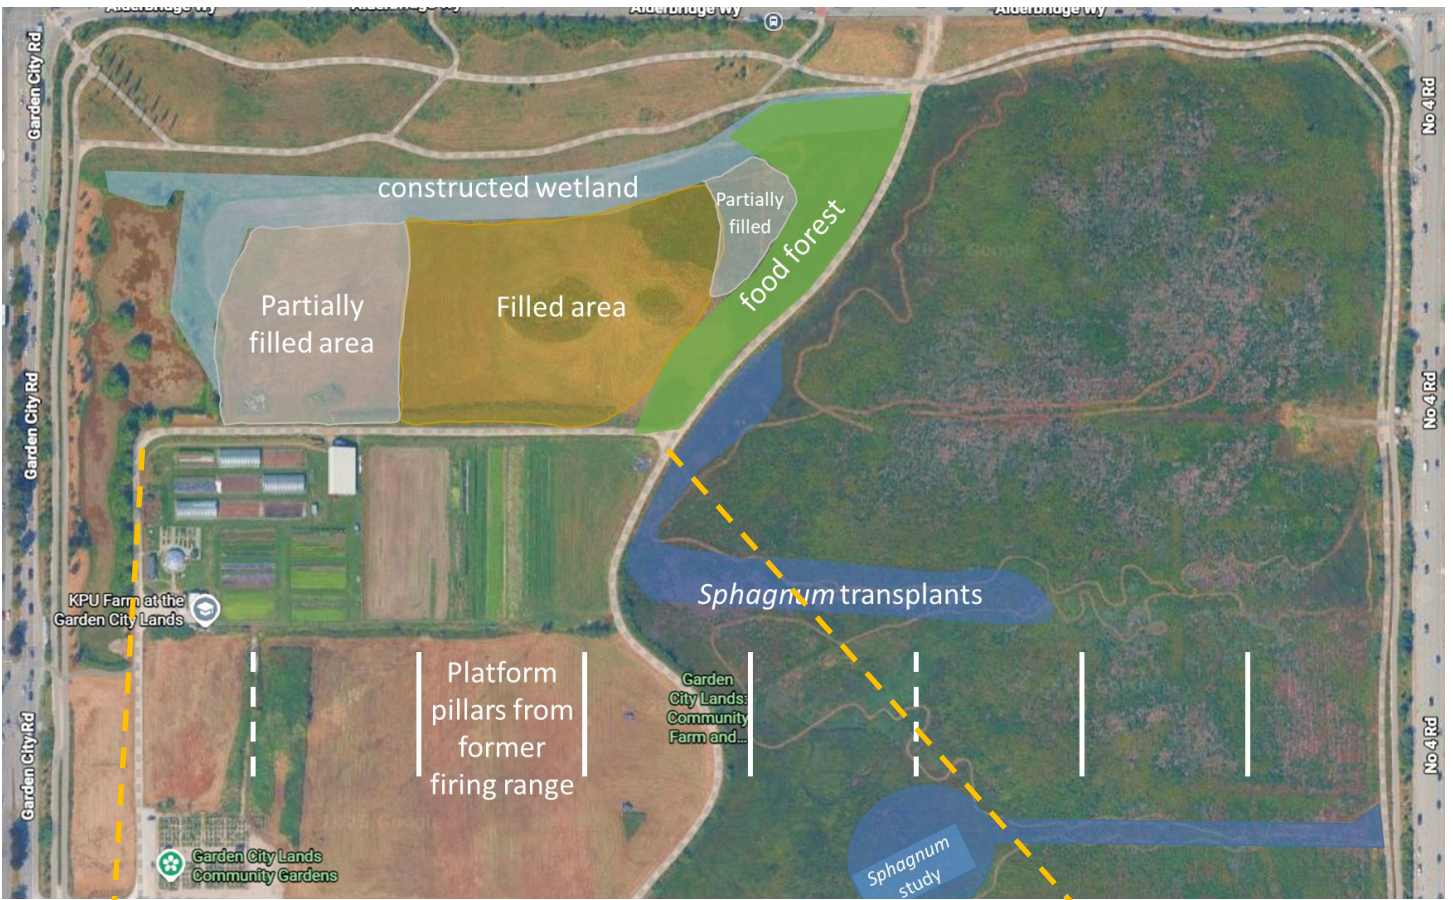 Alderbridge Wy
Alderbridge Wy
Alderbridge Wy
Alderbridge Wy
Garden City Rd
No 4 Rd
constructed wetland
Partially
filled
food forest
Partially
filled area
Filled area
Garden City Rd
No 4 Rd
KPU Farm at the
Garden City Lands
Sphagnum transplants
Platform
pillars from
former
firing range
Garden
City Lands:
Community
Farm and...
Garden City Rd
No 4 Rd
Garden City Lands
Community Gardens
Sphagnum
study